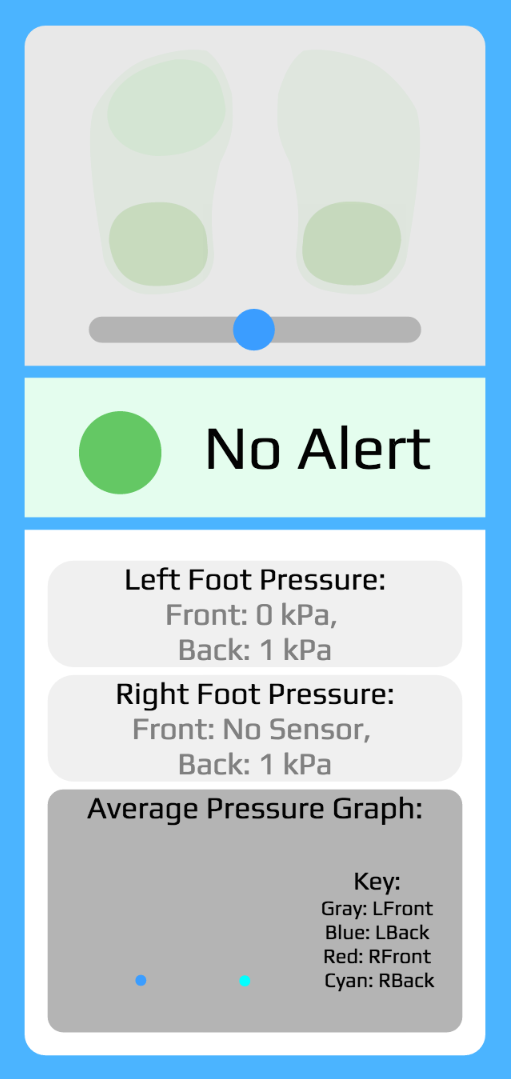 No Alert
Left Foot Pressure:
Front: 0 kPa,
Back: 1 kPa
Right Foot Pressure:
Front: No Sensor,
Back: 1 kPa
Average Pressure Graph:
Key:
Gray: LFront
Blue: LBack
Red: RFront
Cyan: RBack